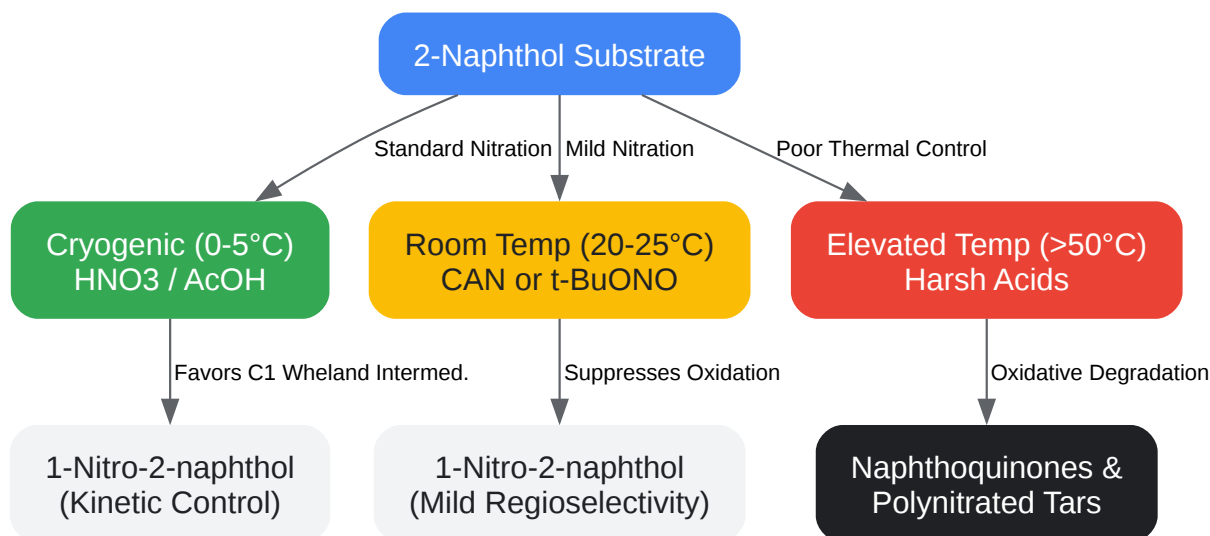 2-Naphthol Substrate
Standard Nitration
Mild Nitration
Poor Thermal Control
Cryogenic (0-5°C)
HNO3 / AcOH
Room Temp (20-25°C)
CAN or t-BuONO
Elevated Temp (>50°C)
Harsh Acids
Favors C1 Wheland Intermed.
Suppresses Oxidation
Oxidative Degradation
1-Nitro-2-naphthol
(Kinetic Control)
1-Nitro-2-naphthol
(Mild Regioselectivity)
Naphthoquinones &
Polynitrated Tars